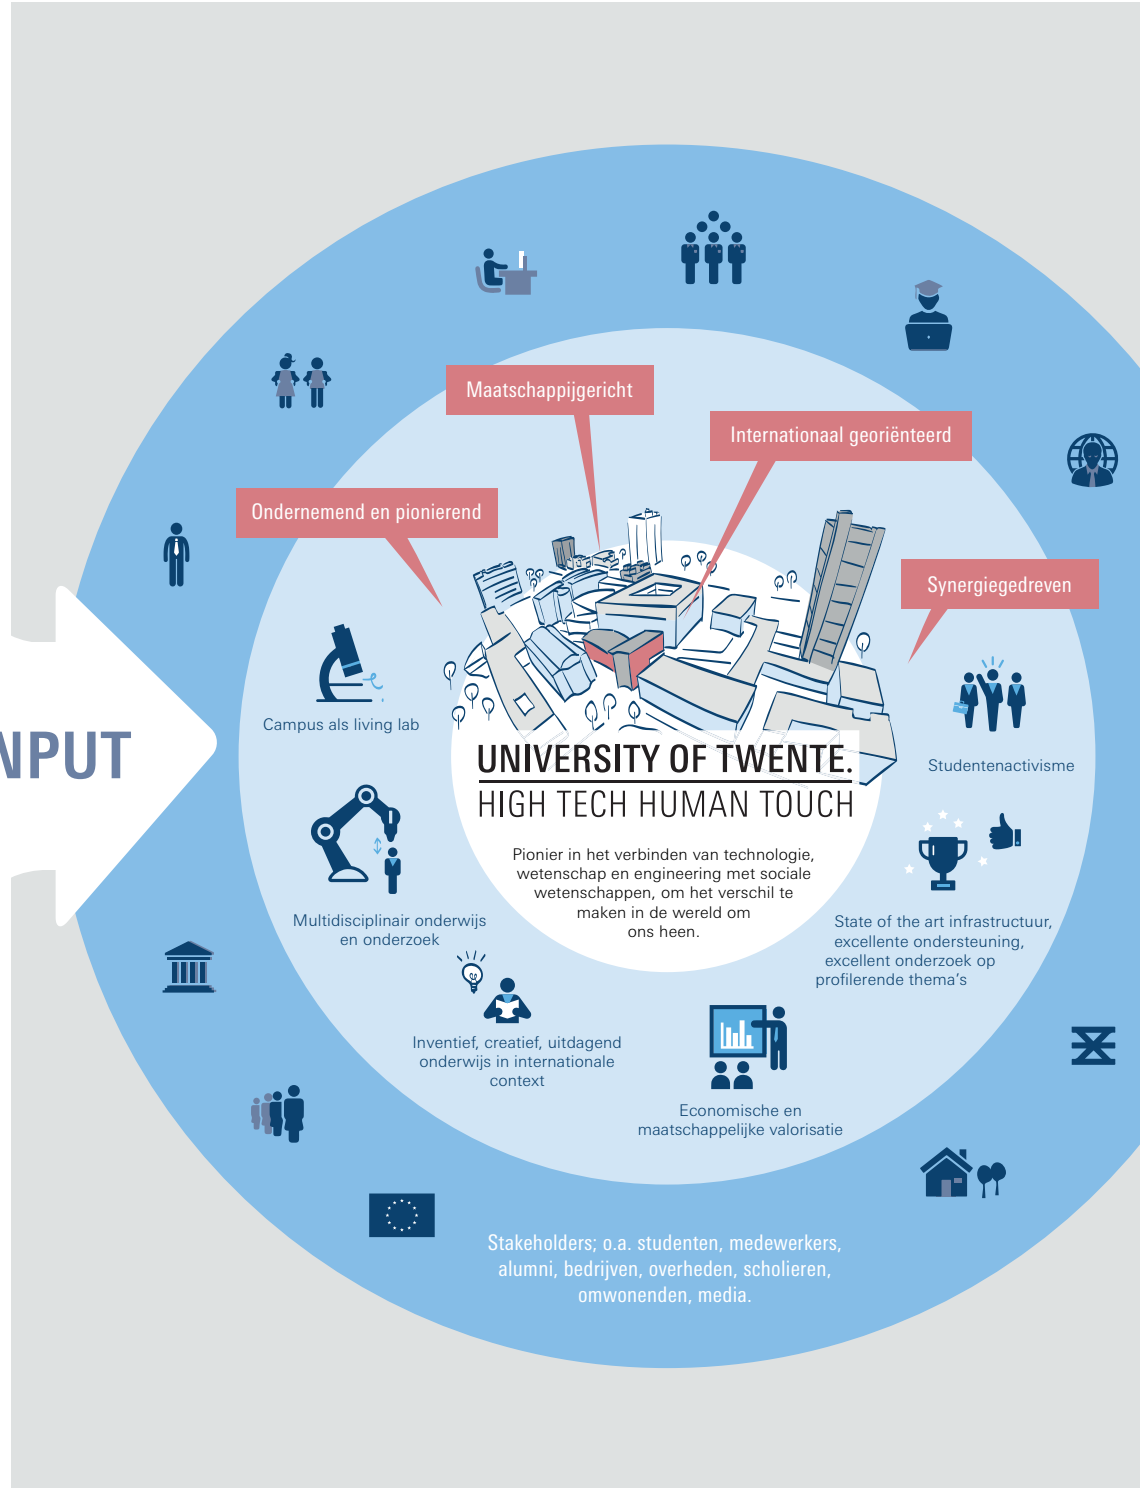 Maatschappijgericht
Internationaal georiënteerd
Ondernemend en pionierend
Synergiegedreven
Campus als living lab
NPUT
UNIVERSITY OF TWENTE.
HIGH TECH HUMAN TOUCH
Studentenactivisme
Pionier in het verbinden van technologie,
wetenschap en engineering met sociale
wetenschappen, om het verschil te
maken in de wereld om
ons heen.
Multidisciplinair onderwijs
en onderzoek
State of the art infrastructuur,
excellente ondersteuning,
excellent onderzoek op
profilerende thema’s
Inventief, creatief, uitdagend
onderwijs in internationale
context
Economische en
maatschappelijke valorisatie
Stakeholders; o.a. studenten, medewerkers,
alumni, bedrijven, overheden, scholieren,
omwonenden, media.